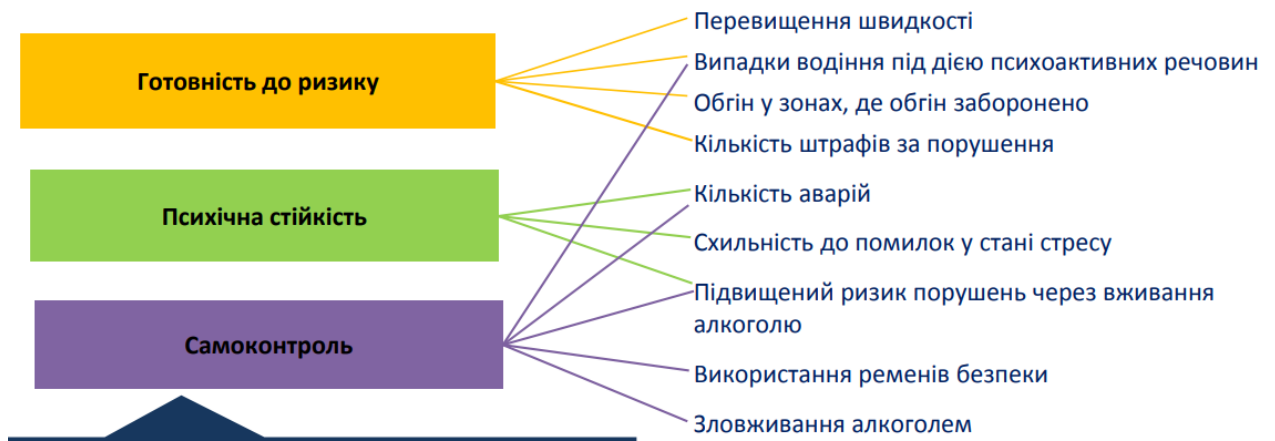 Готовність до ризику
Психічна стійкість
Самоконтроль
Перевищення швидкості
Випадки водіння під дією психоактивних речовин
Обгін у зонах, де обгін заборонено
Кількість штрафів за порушення
Кількість аварій
Схильність до помилок у стані стресу
Підвищений ризик порушень через вживання
алкоголю
Використання ременів безпеки
Зловживання алкоголем